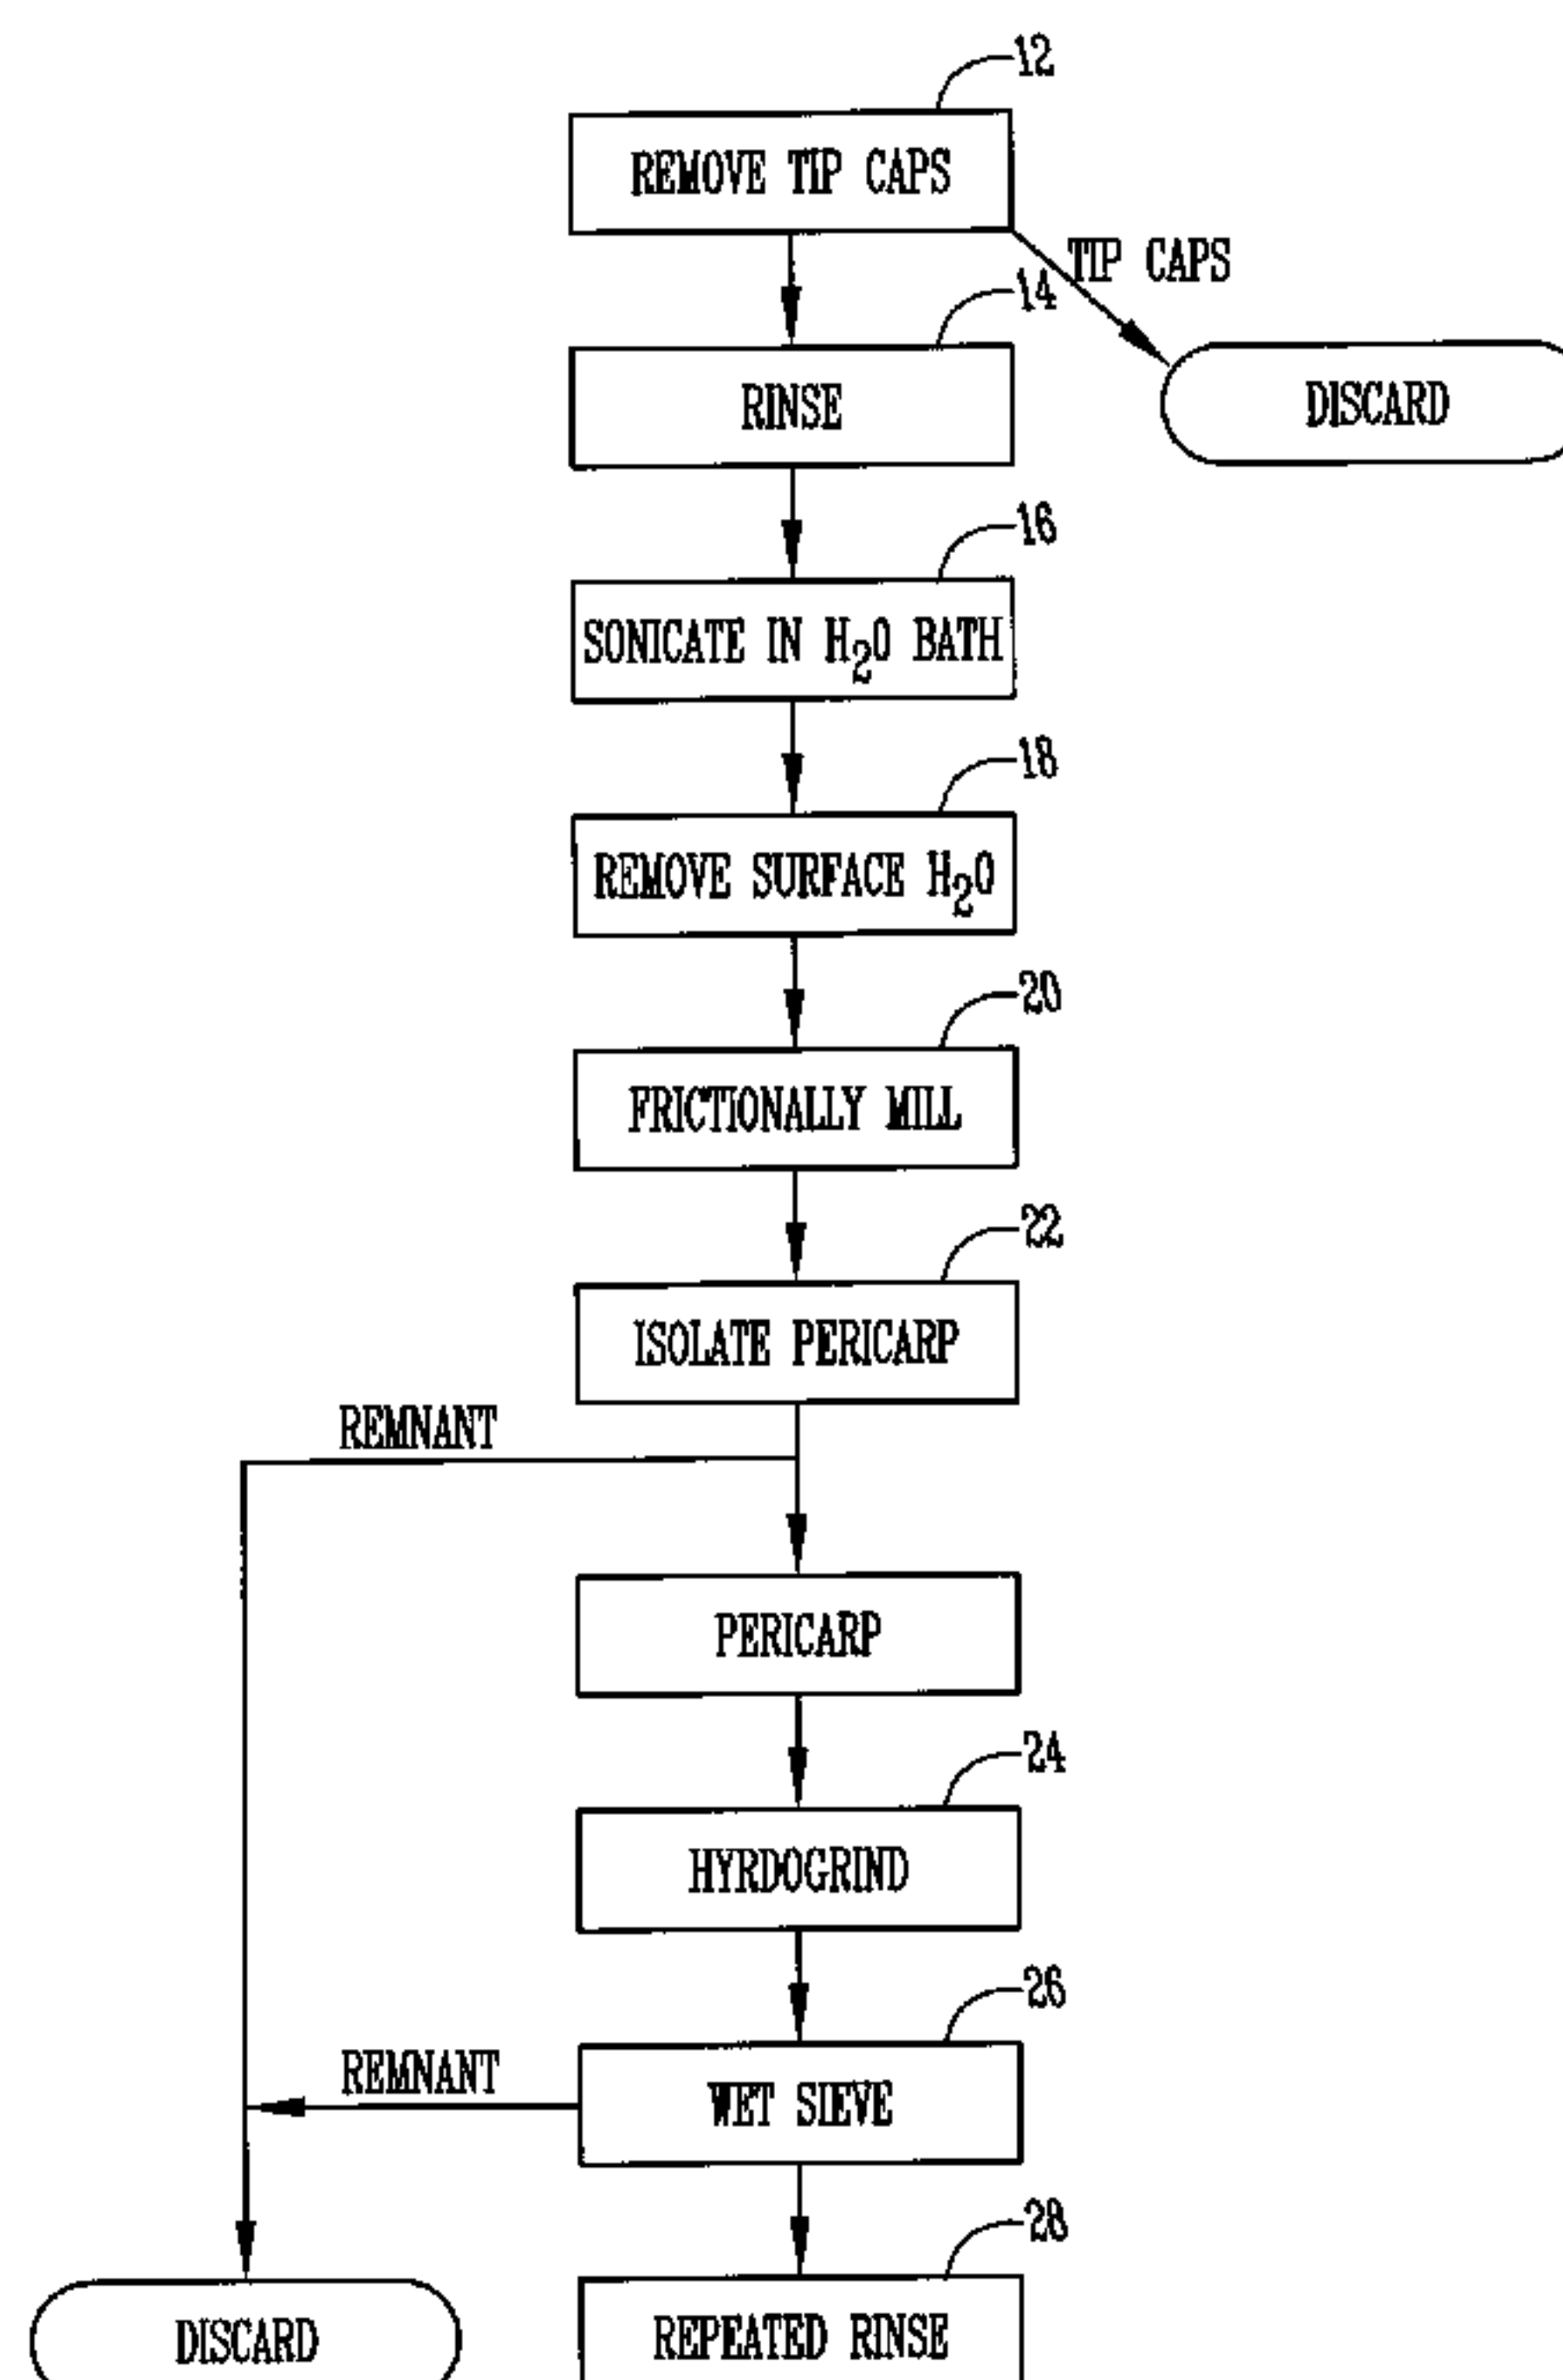 12
REMOVE TIP CAPS
TIP CAPS
14
RINSE
DISCARD
16
SONICATE IN H₂O BATH
18
REMOVE SURFACE H₂O
20
FRICTIONALLY MILL
22
ISOLATE PERICARP
REMNANT
PERICARP
24
HYRDOGRIND
26
REMNANT
WET SIEVE
28
DISCARD
REPEATED RINSE